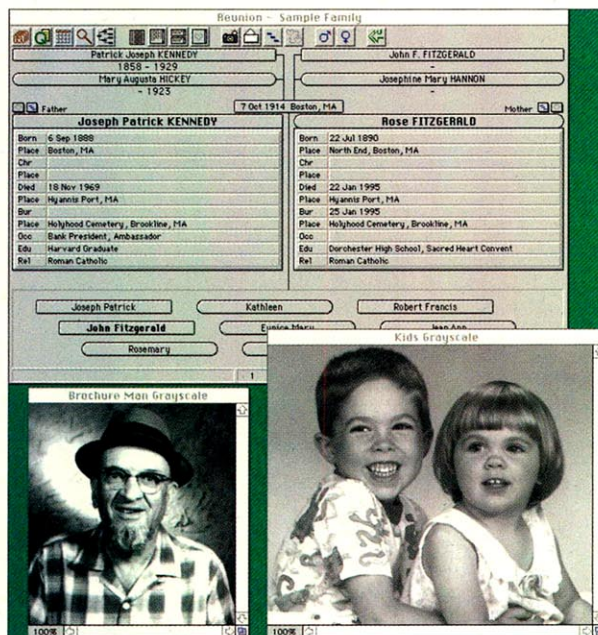 Reunion - Sample Family
Patrick Joseph KENNEDY
1858 - 1929
Mary Augusta HICKEY
- 1923
John F. FITZGERALD
-
Josephine Mary HANNON
-
Father
7 Oct 1914 Boston, MA
Mother
Joseph Patrick KENNEDY
Born 6 Sep 1888
Place Boston, MA
Chr
Place
Died 18 Nov 1969
Place Hyannis Port, MA
Bur
Place Holyhood Cemetery, Brookline, MA
Occ Bank President, Ambassador
Edu Harvard Graduate
Rel Roman Catholic
Rose FITZGERALD
Born 22 Jul 1890
Place North End, Boston, MA
Chr
Place
Died 22 Jan 1995
Place Hyannis Port, MA
Bur 25 Jan 1995
Place Holyhood Cemetery, Brookline, MA
Occ
Edu Dorchester High School, Sacred Heart Convent
Rel Roman Catholic
Joseph Patrick Kathleen Robert Francis
John Fitzgerald Eunice Mary Jean Ann
Rosemary
1
Brochure Man Grayscale
100%
Kids Grayscale
100%